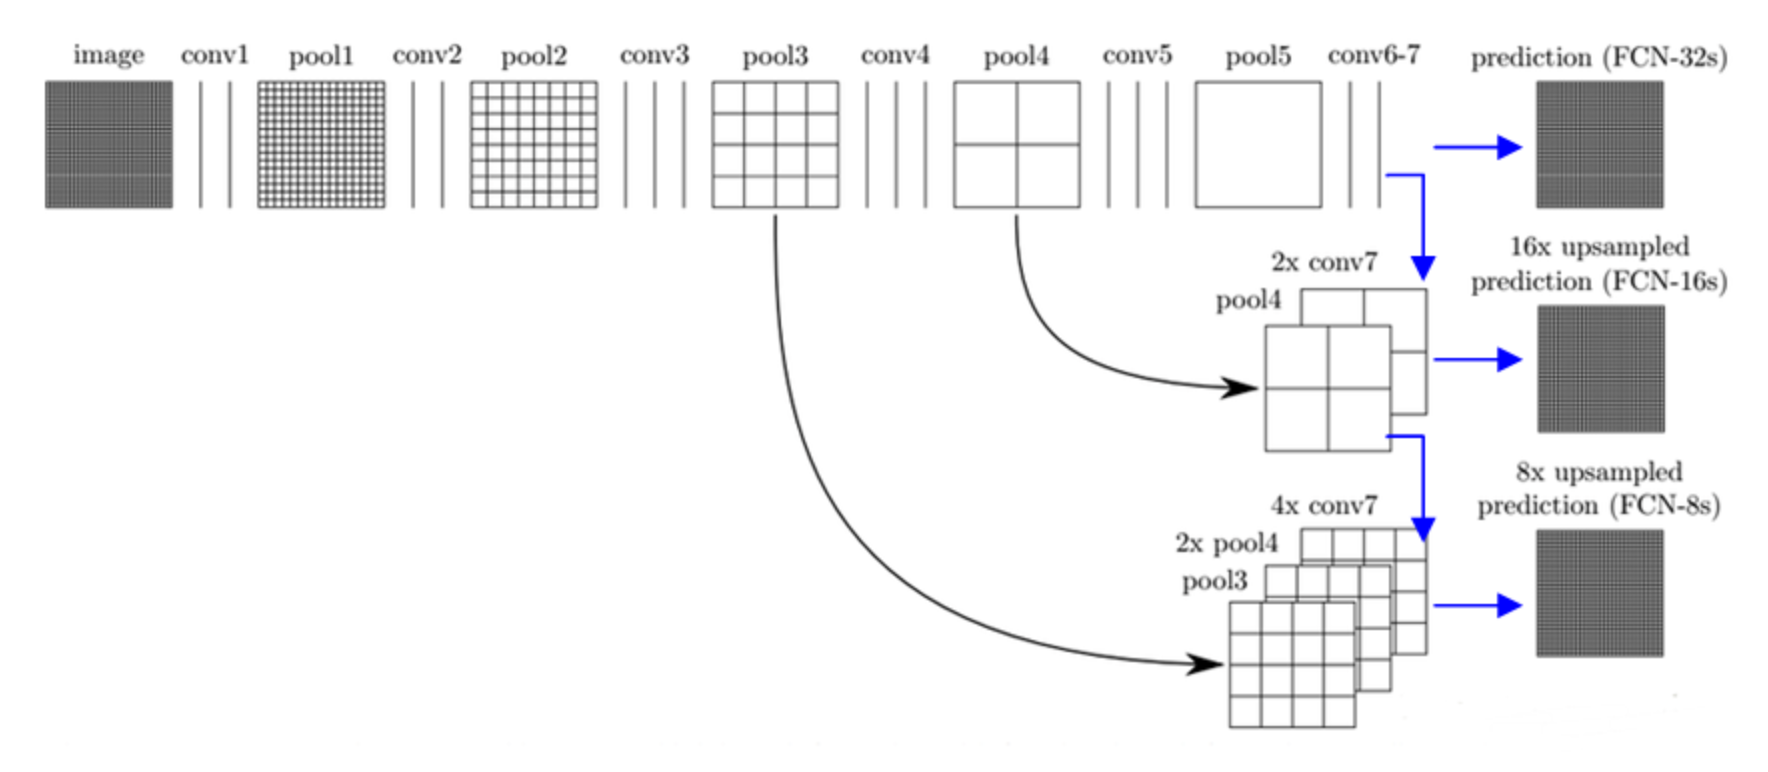 image conv1 pool1 conv2 pool2 conv3 pool3 conv4 pool4 conv5 pool5 conv6-7 prediction (FCN-32s)
16x upsampled
prediction (FCN-16s)
2x conv7
pool4
8x upsampled
prediction (FCN-8s)
4x conv7
2x pool4
pool3